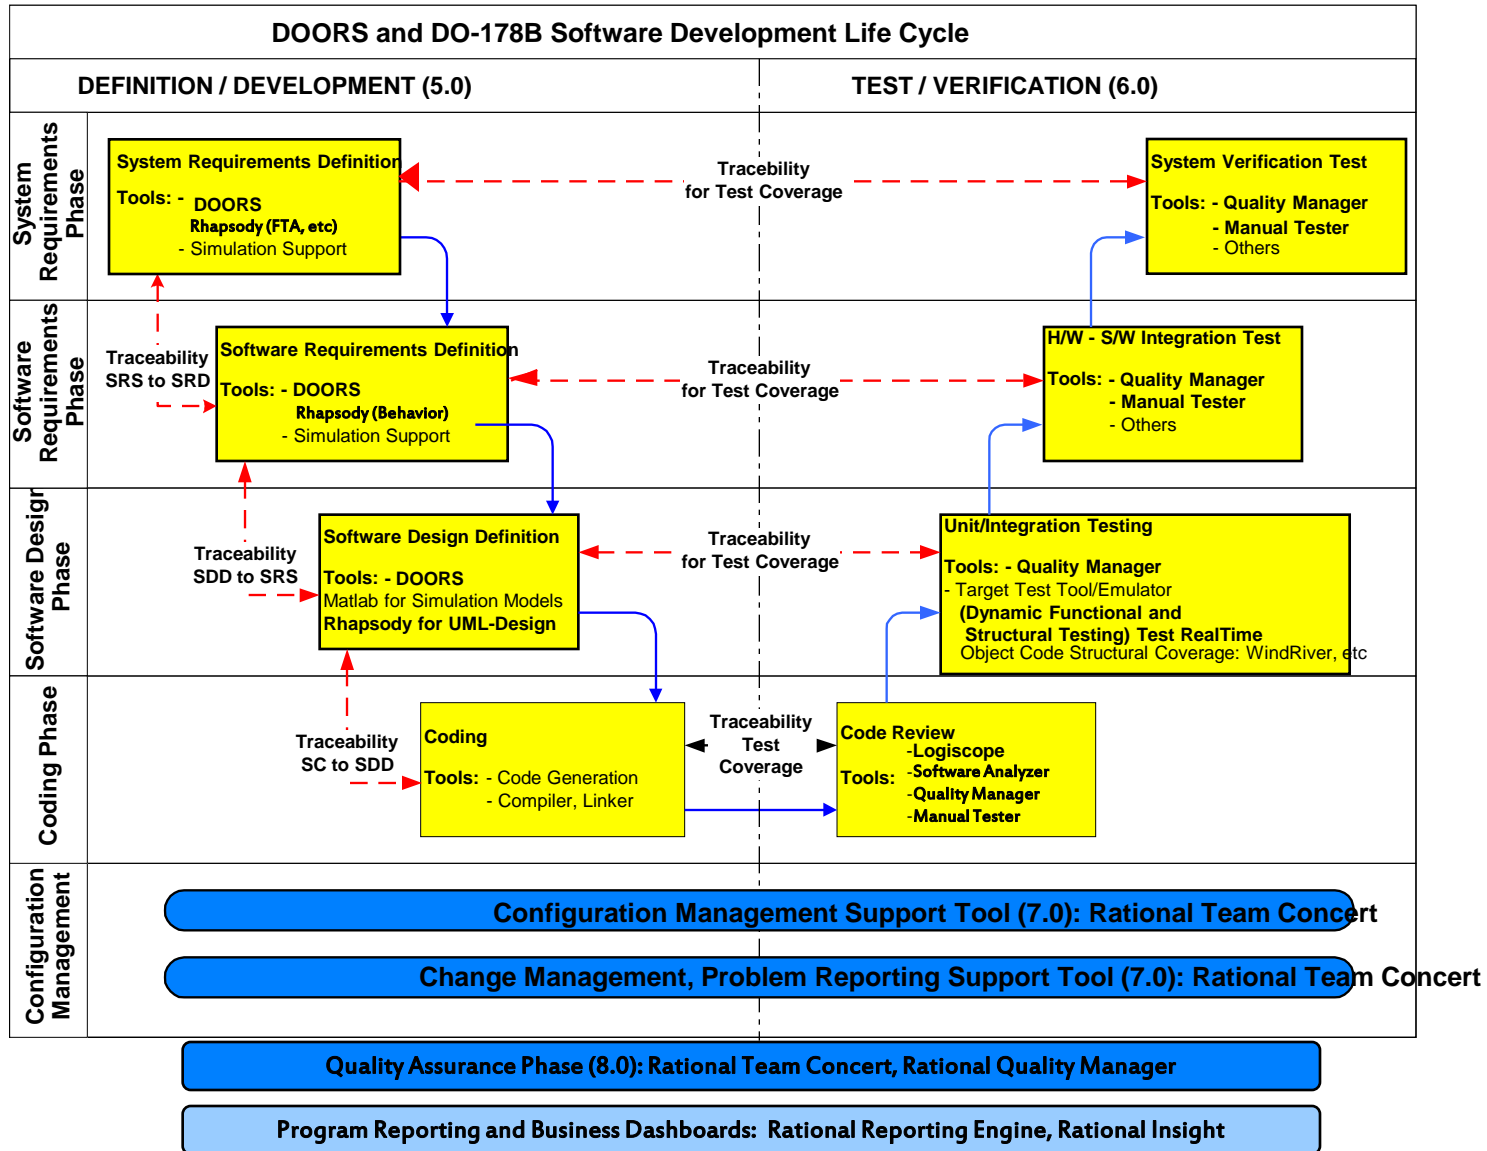 DOORS and DO-178B Software Development Life Cycle
DEFINITION / DEVELOPMENT (5.0)
TEST / VERIFICATION (6.0)
System
Requirements
Phase
System Requirements Definition
Tools: - DOORS
Rhapsody (FTA, etc)
- Simulation Support
Tracebility
for Test Coverage
System Verification Test
Tools: - Quality Manager
- Manual Tester
- Others
Software
Requirements
Phase
Traceability
SRS to SRD
Software Requirements Definition
Tools: - DOORS
Rhapsody (Behavior)
- Simulation Support
Traceability
for Test Coverage
H/W - S/W Integration Test
Tools: - Quality Manager
- Manual Tester
- Others
Software Design
Phase
Traceability
SDD to SRS
Software Design Definition
Tools: - DOORS
Matlab for Simulation Models
Rhapsody for UML-Design
Traceability
for Test Coverage
Unit/Integration Testing
Tools: - Quality Manager
- Target Test Tool/Emulator
(Dynamic Functional and
Structural Testing) Test RealTime
Object Code Structural Coverage: WindRiver, etc
Coding Phase
Traceability
SC to SDD
Coding
Tools: - Code Generation
- Compiler, Linker
Traceability
Test
Coverage
Code Review
-Logiscope
Tools: -Software Analyzer
-Quality Manager
-Manual Tester
Configuration
Management
Configuration Management Support Tool (7.0): Rational Team Concert
Change Management, Problem Reporting Support Tool (7.0): Rational Team Concert
Quality Assurance Phase (8.0): Rational Team Concert, Rational Quality Manager
Program Reporting and Business Dashboards: Rational Reporting Engine, Rational Insight